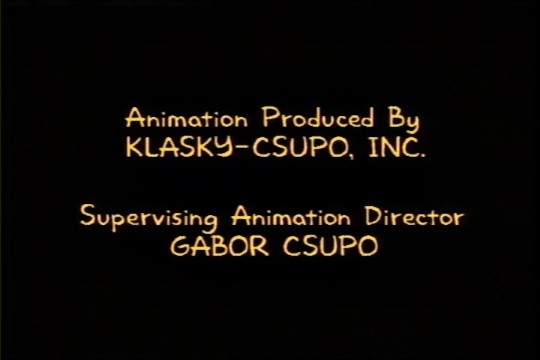 Animation Produced By
KLASKY-CSUPO, INC.
Supervising Animation Director
GABOR CSUPO